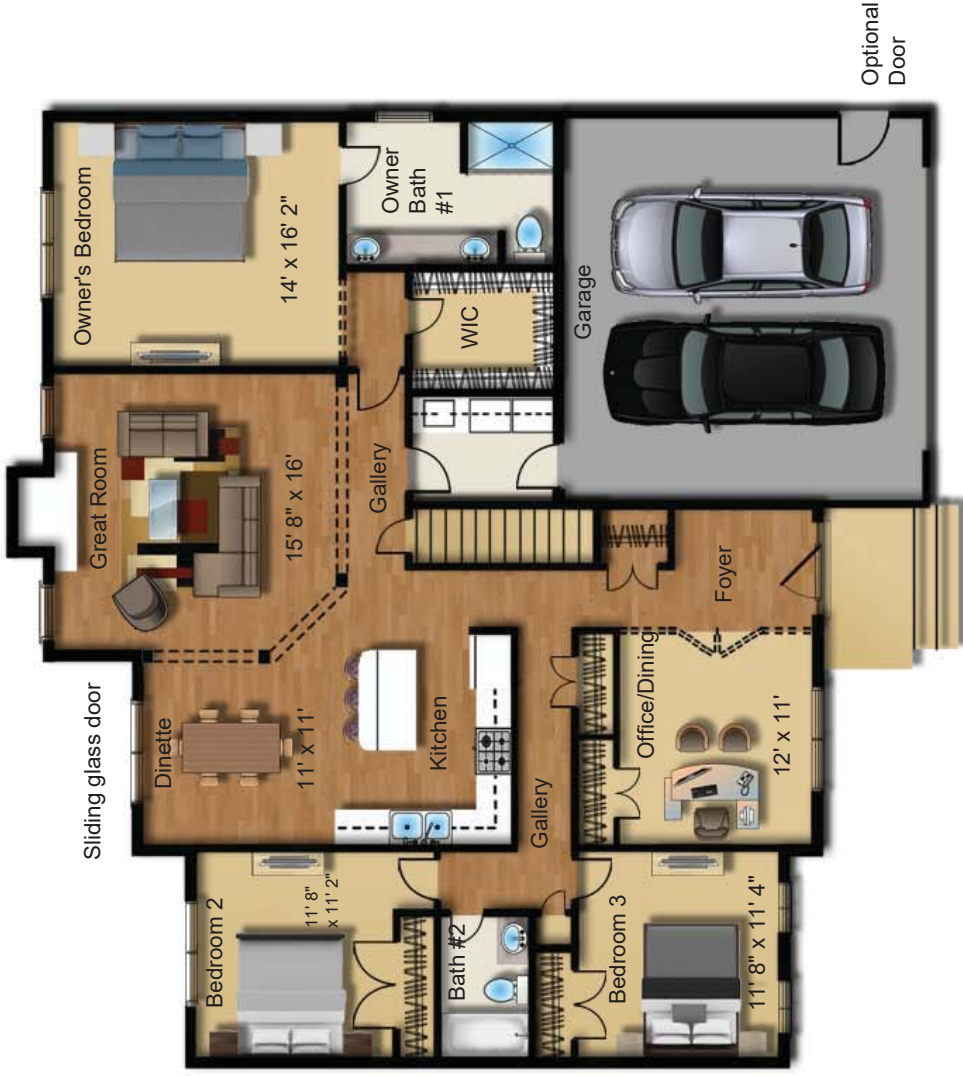 Sliding glass door
Owner's Bedroom
14' x 16' 2"
Owner
Bath
#1
Great Room
15' 8" x 16'
Gallery
WIC
Garage
Optional
Door
Dinette
11' x 11'
Kitchen
Foyer
Gallery
Office/Dining
12' x 11'
Bedroom 2
11' 8"
x 11' 2"
Bath #2
Bedroom 3
11' 8" x 11' 4"